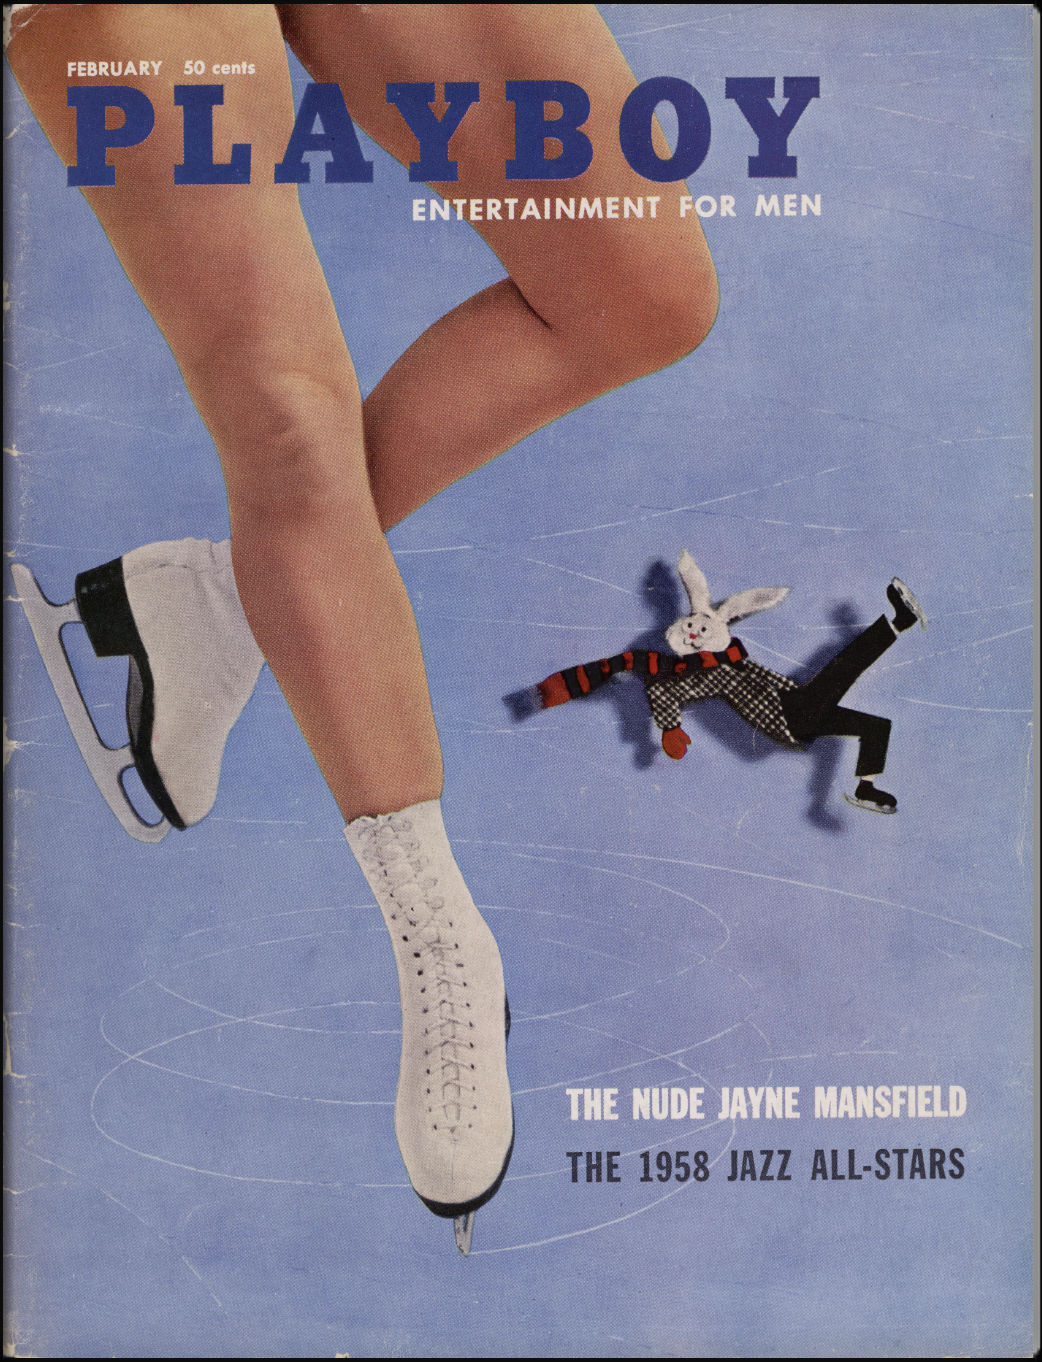 FEBRUARY 50 cents
PLAYBOY
ENTERTAINMENT FOR MEN
THE NUDE JAYNE MANSFIELD
THE 1958 JAZZ ALL-STARS